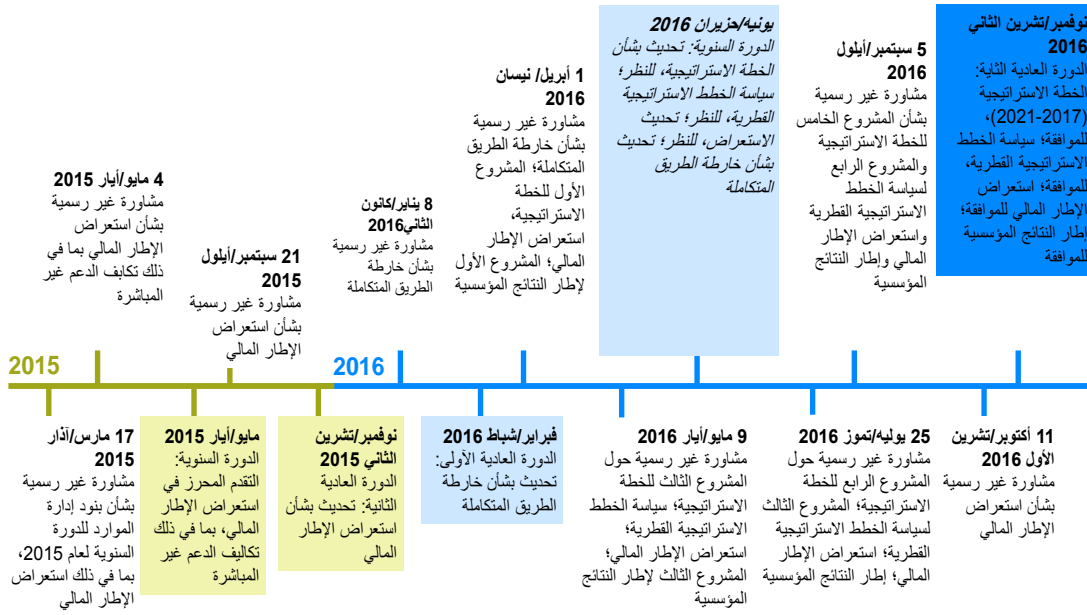 4 مايو/أيار 2015
مشاورة غير رسمية
بشأن استعراض
الإطار المالي بما في
ذلك تكابف الدعم غير
المباشرة
21 سبتمبر/أيلول
2015
مشاورة غير رسمية
بشأن استعراض
الإطار المالي
8 يناير/كانون
الثاني2016
مشاورة غير رسمية
بشأن خارطة
الطريق المتكاملة
1 أبريل/ نيسان
2016
مشاورة غير رسمية
بشأن خارطة الطريق
المتكاملة؛ المشروع
الأول للخطة
الاستراتيجية،
استعراض الإطار
المالي؛ المشروع الأول
لإطار النتائج المؤسسية
يونيه/حزيران 2016
الدورة السنوية: تحديث بشأن
الخطة الاستراتيجية، للنظر؛
سياسة الخطط الاستراتيجية
القطرية، للنظر؛ تحديث
الاستعراض، للنظر؛ تحديث
بشأن خارطة الطريق
المتكاملة
5 سبتمبر/أيلول
2016
مشاورة غير رسمية
بشأن المشروع الخامس
للخطة الاستراتيجية
والمشروع الرابع
لسياسة الخطط
الاستراتيجية القطرية
واستعراض الإطار
المالي وإطار النتائج
المؤسسية
نوفمبر/تشرين الثاني
2016
الدورة العادية الثاية:
الخطة الاستراتيجية
(2017-2021)،
للموافقة؛ سياسة الخطط
الاستراتيجية القطرية،
للموافقة؛ استعراض
الإطار المالي للموافقة؛
إطار النتائج المؤسسية
للموافقة
2015
2016
17 مارس/آذار
2015
مشاورة غير رسمية
بشأن بنود إدارة
الموارد للدورة
السنوية لعام 2015،
بما في ذلك استعراض
الإطار المالي
مايو/أيار 2015
الدورة السنوية:
التقدم المحرز في
استعراض الإطار
المالي، بما في ذلك
تكاليف الدعم غير
المباشرة
نوفمبر/تشرين
الثاني 2015
الدورة العادية
الثانية: تحديث بشأن
استعراض الإطار
المالي
فبراير/شباط 2016
الدورة العادية الأولى:
تحديث بشأن خارطة
الطريق المتكاملة
9 مايو/أيار 2016
مشاورة غير رسمية حول
المشروع الثالث للخطة
الاستراتيجية؛ سياسة الخطط
الاستراتيجية القطرية؛
استعراض الإطار المالي؛
المشروع الثالث لإطار النتائج
المؤسسية
25 يوليه/تموز 2016
مشاورة غير رسمية حول
المشروع الرابع للخطة
الاستراتيجية؛ المشروع الثالث
لسياسة الخطط الاستراتيجية
القطرية؛ استعراض الإطار
المالي؛ إطار النتائج المؤسسية
11 أكتوبر/تشرين
الأول 2016
مشاورة غير رسمية
بشأن استعراض
الإطار المالي